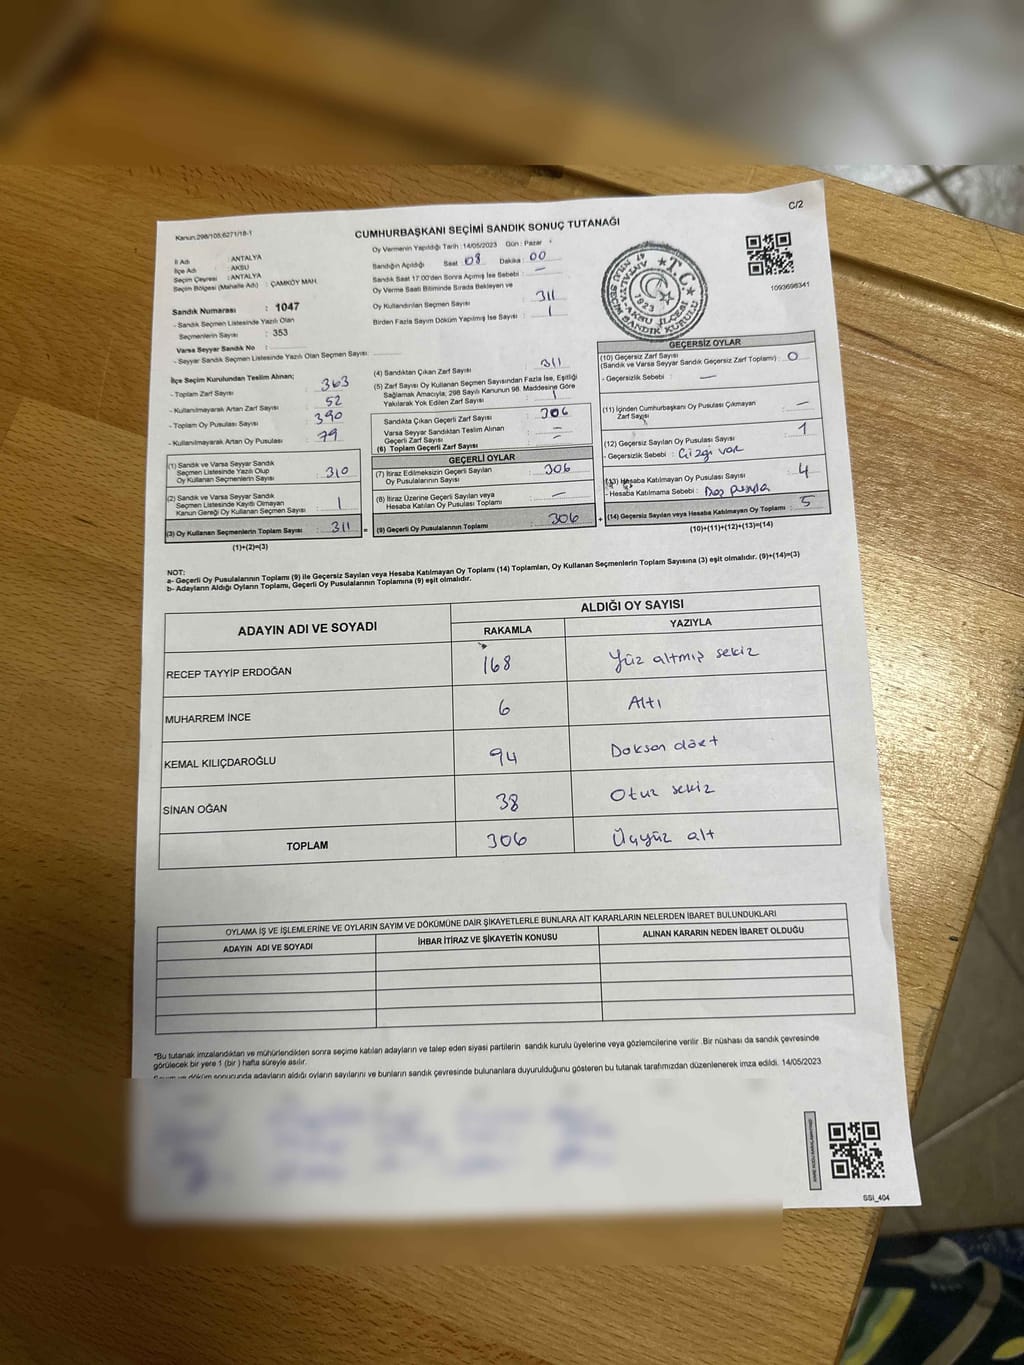 C/2
Kanun:298/105;6271/18-1
CUMHURBAŞKANI SEÇİMİ SANDIK SONUÇ TUTANAĞI
İl Adı : ANTALYA
İlçe Adı : AKSU
Seçim Çevresi : ANTALYA
Seçim Bölgesi (Mahalle Adı) : ÇAMKÖY MAH.
Sandık Numarası : 1047
- Sandık Seçmen Listesinde Yazılı Olan
Seçmenlerin Sayısı : 353
Varsa Seyyar Sandık No :
- Seyyar Sandık Seçmen Listesinde Yazılı Olan Seçmen Sayısı:
Oy Vermenin Yapıldığı Tarih : 14/05/2023 Gün : Pazar
Sandığın Açıldığı Saat 08 Dakika 00
Sandık Saat 17:00'den Sonra Açılmış İse Sebebi : —
Oy Verme Saati Bitiminde Sırada Bekleyen ve
Oy Kullandırılan Seçmen Sayısı : 311
Birden Fazla Sayım Döküm Yapılmış İse Sayısı : 1
T.C.
ANTALYA-AKSU İLÇESİ
1923
1093696341
İlçe Seçim Kurulundan Teslim Alınan;
- Toplam Zarf Sayısı : 363
- Kullanılmayarak Artan Zarf Sayısı : 52
- Toplam Oy Pusulası Sayısı : 390
- Kullanılmayarak Artan Oy Pusulası : 79
(4) Sandıktan Çıkan Zarf Sayısı : 311
(5) Zarf Sayısı Oy Kullanan Seçmen Sayısından Fazla İse, Eşitliği
Sağlamak Amacıyla; 298 Sayılı Kanunun 98. Maddesine Göre
Yakılarak Yok Edilen Zarf Sayısı : 1
Sandıkta Çıkan Geçerli Zarf Sayısı : 306
Varsa Seyyar Sandıktan Teslim Alınan
Geçerli Zarf Sayısı : —
(6) Toplam Geçerli Zarf Sayısı : —
GEÇERSİZ OYLAR
(10) Geçersiz Zarf Sayısı
(Sandık ve Varsa Seyyar Sandık Geçersiz Zarf Toplamı) : 0
- Geçersizlik Sebebi : —
(11) İçinden Cumhurbaşkanı Oy Pusulası Çıkmayan
Zarf Sayısı : —
(12) Geçersiz Sayılan Oy Pusulası Sayısı : 1
- Geçersizlik Sebebi : Çizgi var
(13) Hesaba Katılmayan Oy Pusulası Sayısı : 4
- Hesaba Katılmama Sebebi : Boş pusula
(14) Geçersiz Sayılan veya Hesaba Katılmayan Oy Toplamı : 5
(10)+(11)+(12)+(13)=(14)
(1) Sandık ve Varsa Seyyar Sandık
Seçmen Listesinde Yazılı Olup
Oy Kullanan Seçmen Sayısı : 310
(2) Sandık ve Varsa Seyyar Sandık
Seçmen Listesinde Kayıtlı Olmayan
Kanun Gereği Oy Kullanan Seçmen Sayısı : 1
(3) Oy Kullanan Seçmenlerin Toplam Sayısı : 311 =
(1)+(2)=(3)
GEÇERLİ OYLAR
(7) İtiraz Edilmeksizin Geçerli Sayılan
Oy Pusulasının Sayısı : 306
(8) İtiraz Üzerine Geçerli Sayılan veya
Hesaba Katılan Oy Pusulası Toplamı : —
(9) Geçerli Oy Pusulalarının Toplamı : 306 +
NOT:
a- Geçerli Oy Pusulalarının Toplamı (9) ile Geçersiz Sayılan veya Hesaba Katılmayan Oy Toplamı (14) Toplamları, Oy Kullanan Seçmenlerin Toplam Sayısına (3) eşit olmalıdır. (9)+(14)=(3)
b- Adayların Aldığı Oyların Toplamı, Geçerli Oy Pusulalarının Toplamına (9) eşit olmalıdır.
ADAYIN ADI VE SOYADI ALDIĞI OY SAYISI
RAKAMLA YAZIYLA
RECEP TAYYİP ERDOĞAN 168 Yüz altmış sekiz
MUHARREM İNCE 6 Altı
KEMAL KILIÇDAROĞLU 94 Doksan dört
SİNAN OĞAN 38 Otuz sekiz
TOPLAM 306 Üçyüz altı
OYLAMA İŞ VE İŞLEMLERİNE VE OYLARIN SAYIM VE DÖKÜMÜNE DAİR ŞİKAYETLERLE BUNLARA AİT KARARLARIN NELERDEN İBARET BULUNDUKLARI
ADAYIN ADI VE SOYADI İHBAR İTİRAZ VE ŞİKAYETİN KONUSU ALINAN KARARIN NEDEN İBARET OLDUĞU
*Bu tutanak imzalandıktan ve mühürlendikten sonra seçime katılan adayların ve talep eden siyasi partilerin sandık kurulu üyelerine veya gözlemcilerine verilir .Bir nüshası da sandık çevresinde
görülecek bir yere 1 (bir ) hafta süreyle asılır.
Sayım ve döküm sonucunda adayların aldığı oyların sayılarını ve bunların sandık çevresinde bulunanlara duyurulduğunu gösteren bu tutanak tarafımızdan düzenlenerek imza edildi. 14/05/2023
SSİ_404